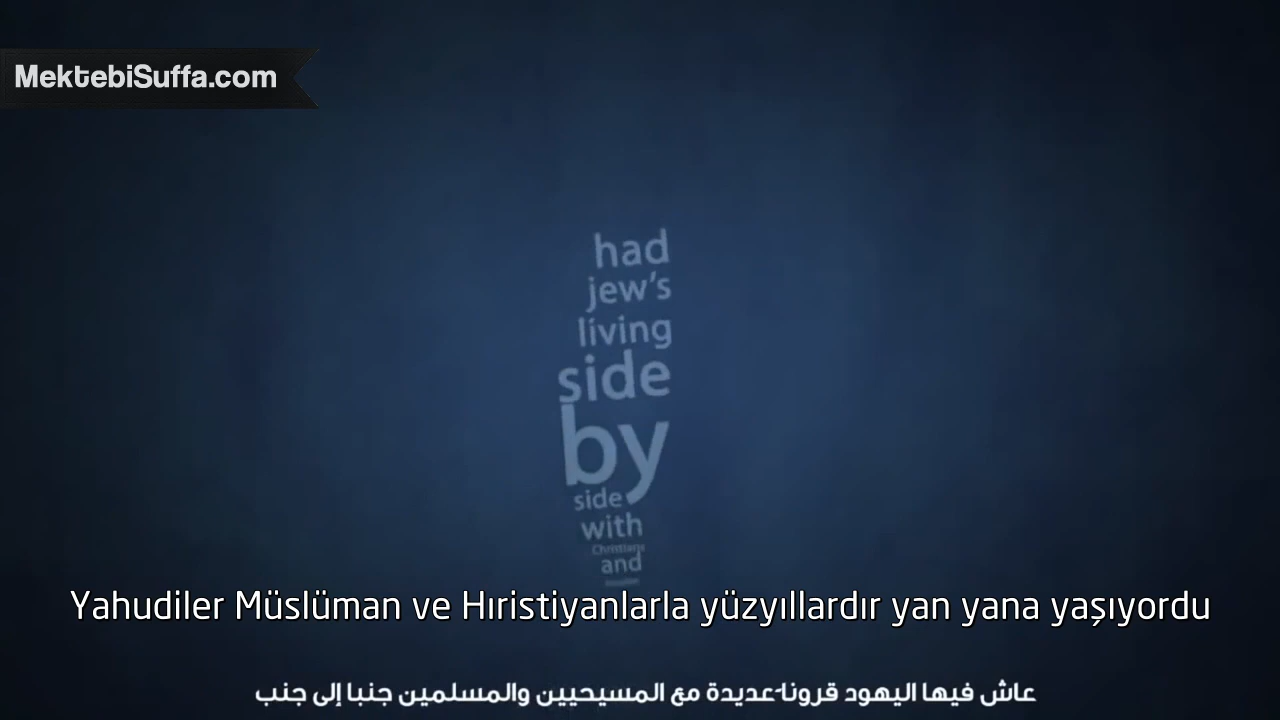 MektebiSuffa.com
had
jew's
living
side
by
side
with
Christians
and
Yahudiler Müslüman ve Hıristiyanlarla yüzyıllardır yan yana yaşıyordu
عاش فيها اليهود قرونا عديدة مع المسيحيين والمسلمين جنبا إلى جنب